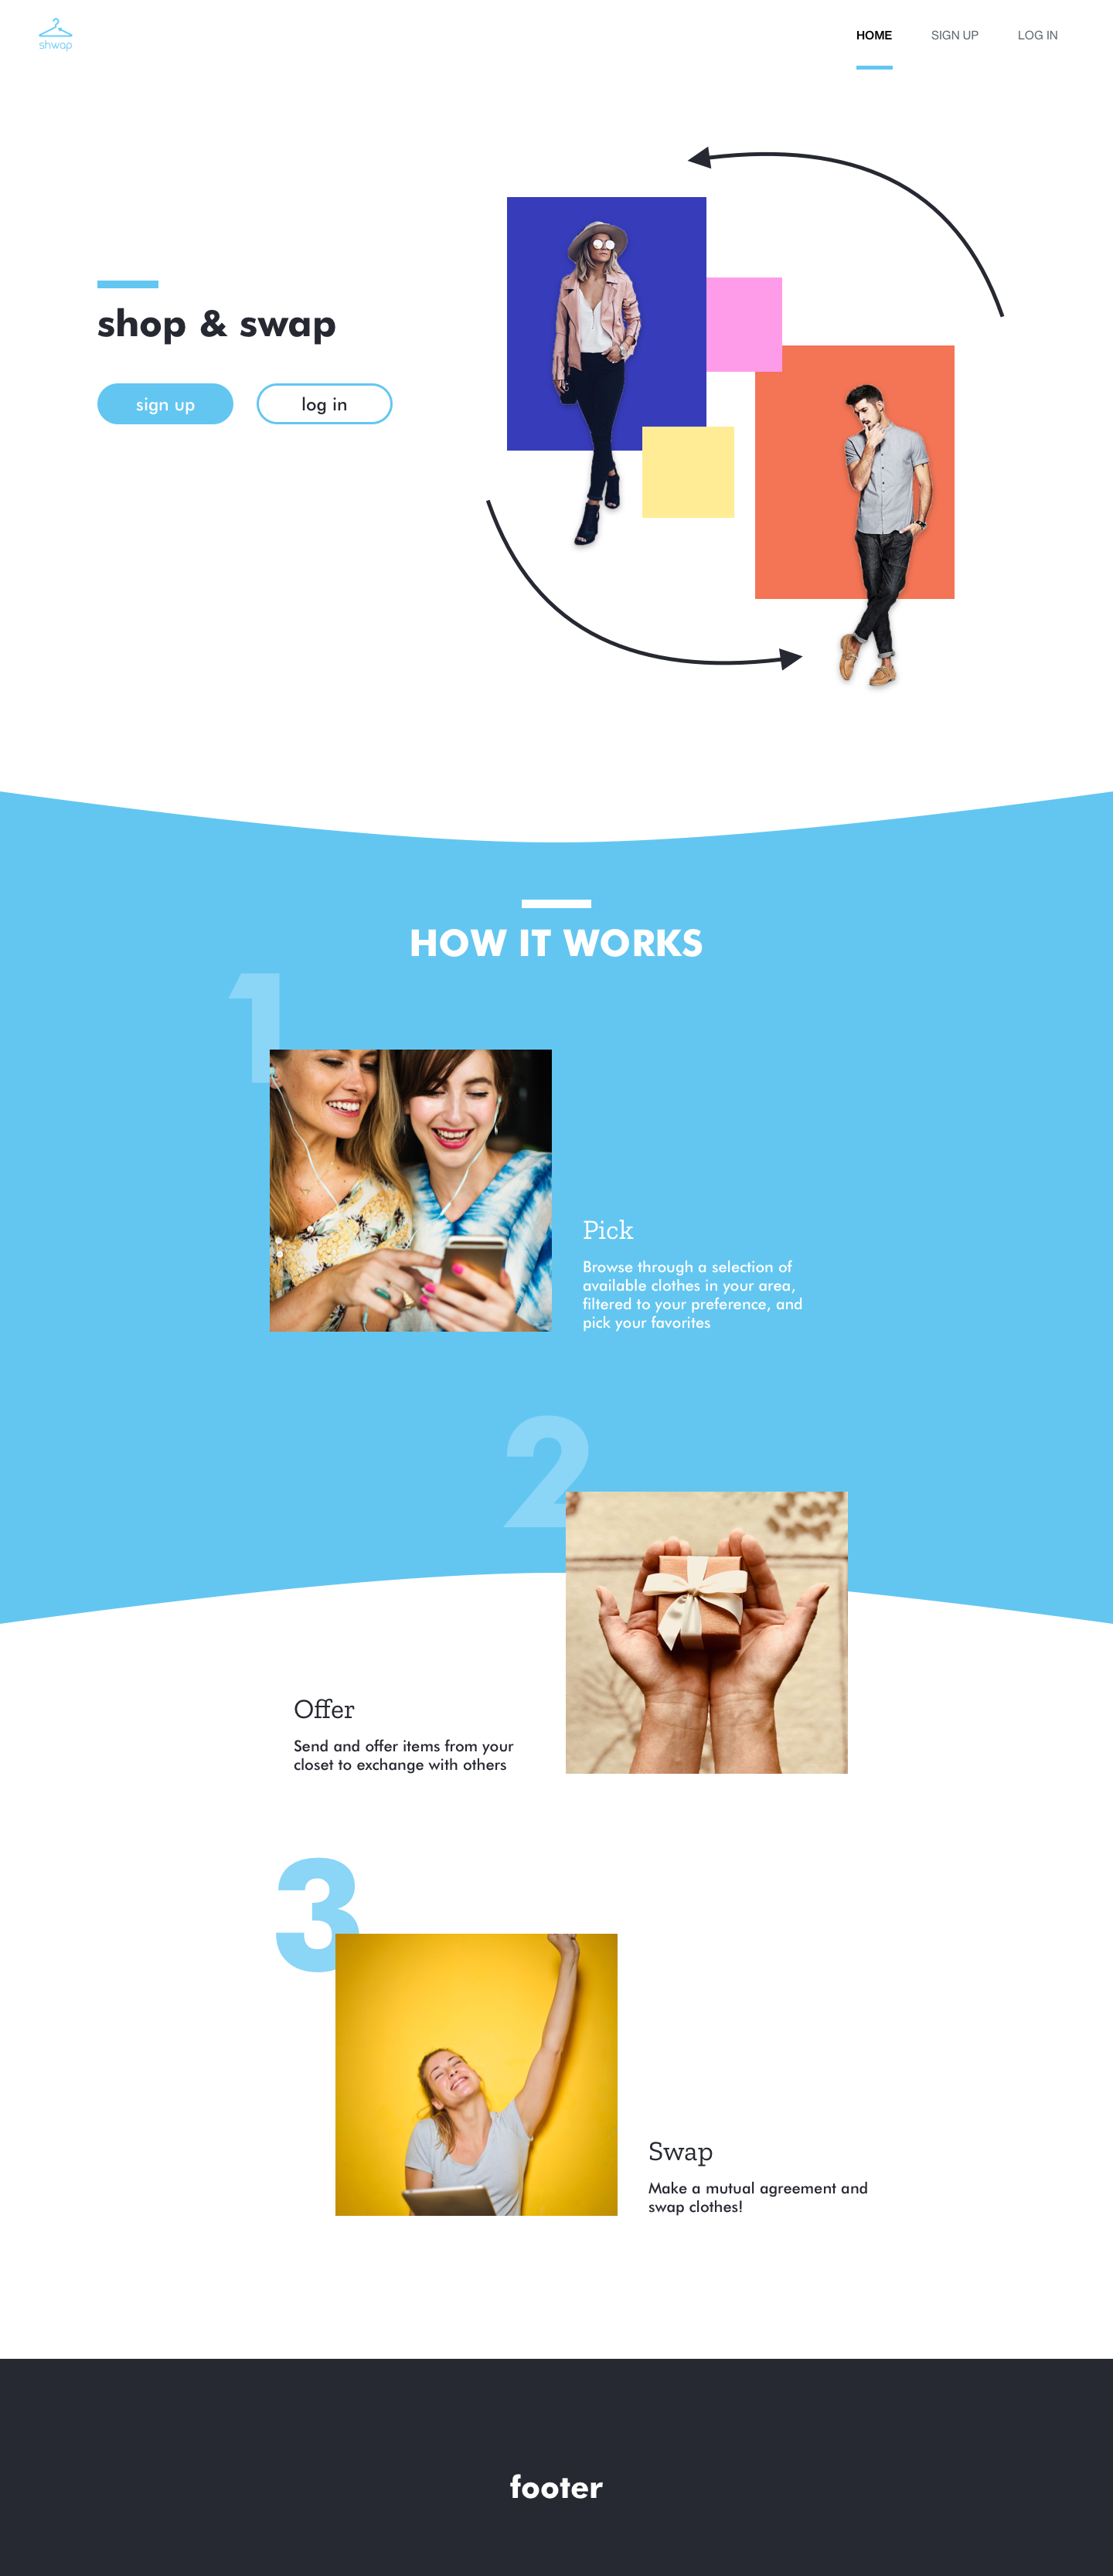 shwap
HOME SIGN UP LOG IN
shop & swap
sign up log in
HOW IT WORKS
1
Pick
Browse through a selection of
available clothes in your area,
filtered to your preference, and
pick your favorites
2
Offer
Send and offer items from your
closet to exchange with others
3
Swap
Make a mutual agreement and
swap clothes!
footer